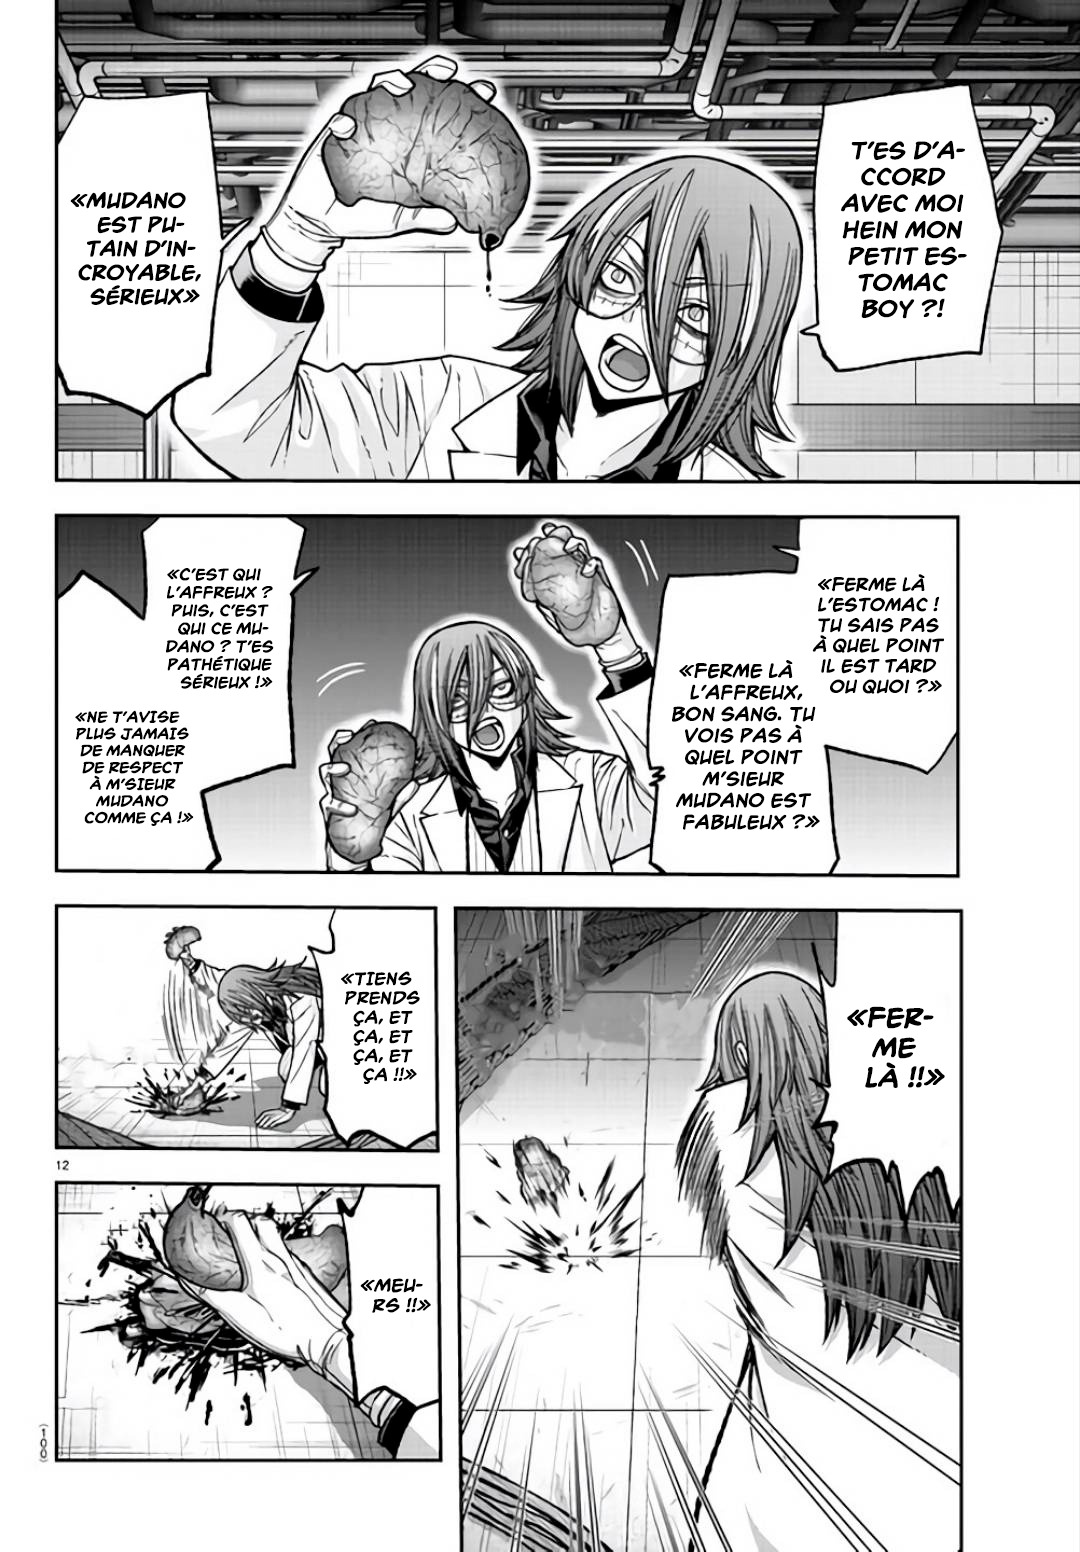 T'ES D'A-
CCORD
AVEC MOI
HEIN MON
PETIT ES-
TOMAC
BOY ?!
«MUDANO
EST PU-
TAIN D'IN-
CROYABLE,
SÉRIEUX»
«FERME LÀ
L'ESTOMAC !
TU SAIS PAS
À QUEL POINT
IL EST TARD
OU QUOI ?»
«FERME LÀ
L'AFFREUX,
BON SANG. TU
VOIS PAS À
QUEL POINT
M'SIEUR
MUDANO EST
FABULEUX ?»
«C'EST QUI
L'AFFREUX ?
PUIS, C'EST
QUI CE MU-
DANO ? T'ES
PATHÉTIQUE
SÉRIEUX !»
«NE T'AVISE
PLUS JAMAIS
DE MANQUER
DE RESPECT
À M'SIEUR
MUDANO
COMME ÇA !»
«FER-
ME
LÀ !!»
«TIENS
PRENDS
ÇA, ET
ÇA, ET
ÇA, ET
ÇA !!»
12
«MEU-
RS !!»
(100)